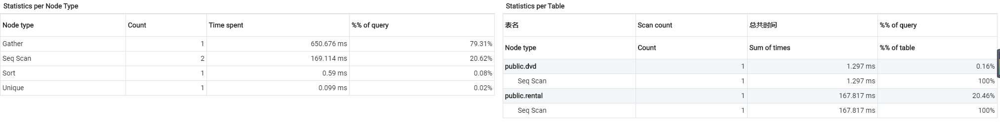 Statistics per Node Type
Node type Count Time spent %% of query
Gather 1 650.676 ms 79.31%
Seq Scan 2 169.114 ms 20.62%
Sort 1 0.59 ms 0.08%
Unique 1 0.099 ms 0.02%
Statistics per Table
表名 Scan count 总共时间 %% of query
Node type Count Sum of times %% of table
public.dvd 1 1.297 ms 0.16%
Seq Scan 1 1.297 ms 100%
public.rental 1 167.817 ms 20.46%
Seq Scan 1 167.817 ms 100%